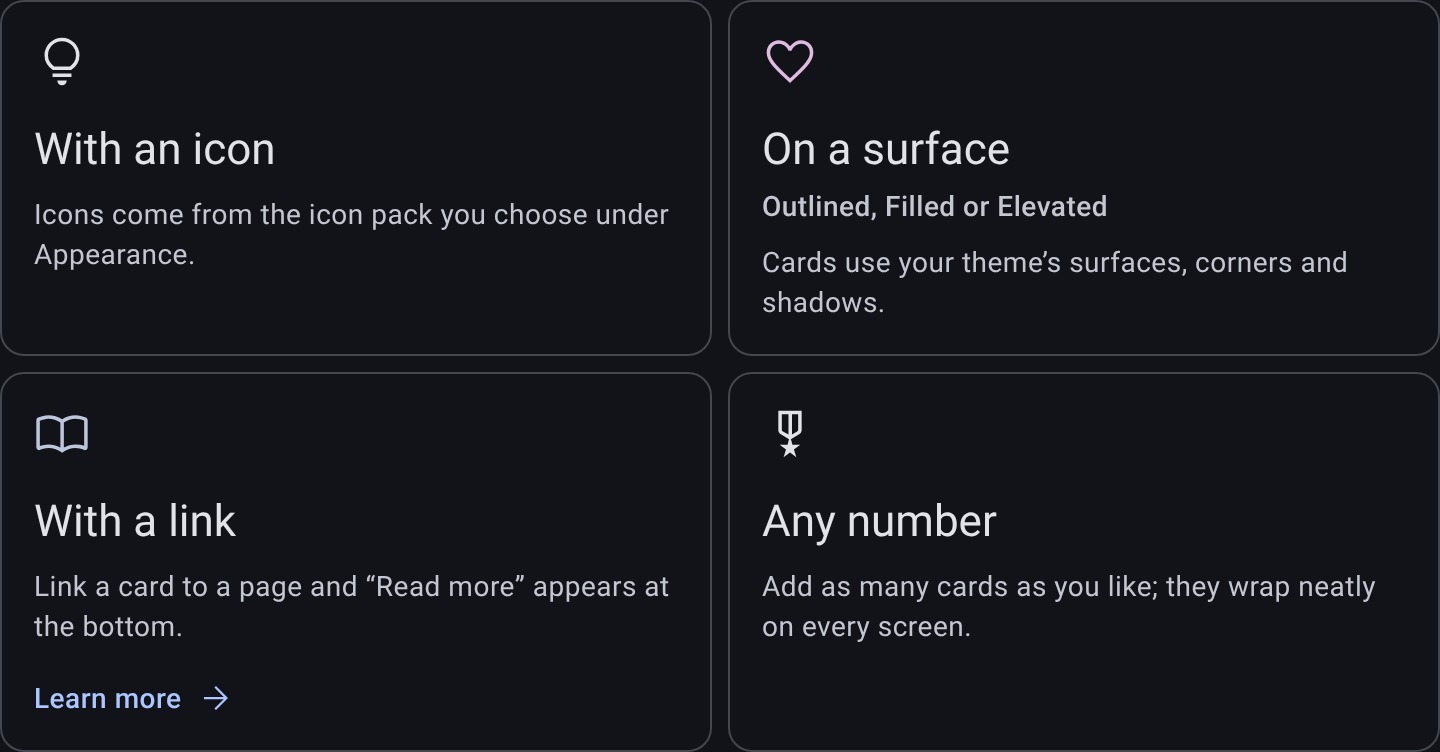 With an icon
Icons come from the icon pack you choose under
Appearance.
On a surface
Outlined, Filled or Elevated
Cards use your theme’s surfaces, corners and
shadows.
With a link
Link a card to a page and “Read more” appears at
the bottom.
Learn more
Any number
Add as many cards as you like; they wrap neatly
on every screen.